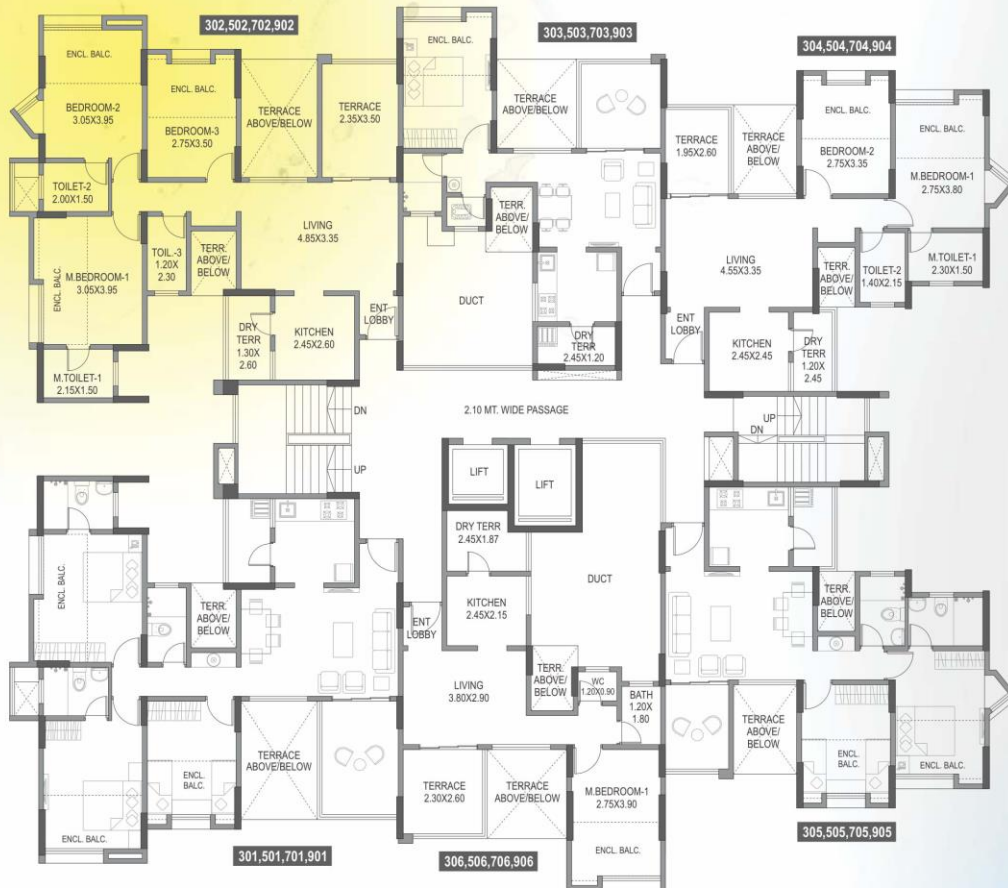 302,502,702,902
303,503,703,903
304,504,704,904
ENCL. BALC.
BEDROOM-2
3.05X3.95
ENCL. BALC.
BEDROOM-3
2.75X3.50
TERRACE
ABOVE/BELOW
TERRACE
2.35X3.50
TOILET-2
2.00X1.50
ENCL. BALC.
M.BEDROOM-1
3.05X3.95
TOIL.-3
1.20X
2.30
TERR.
ABOVE/
BELOW
LIVING
4.85X3.35
M.TOILET-1
2.15X1.50
DRY
TERR
1.30X
2.60
KITCHEN
2.45X2.60
ENT
LOBBY
ENCL. BALC.
TERRACE
ABOVE/BELOW
TERR.
ABOVE/
BELOW
DUCT
DRY
TERR
2.45X1.20
TERRACE
1.95X2.60
TERRACE
ABOVE/
BELOW
ENCL. BALC.
BEDROOM-2
2.75X3.35
ENCL. BALC.
M.BEDROOM-1
2.75X3.80
LIVING
4.55X3.35
TERR.
ABOVE/
BELOW
TOILET-2
1.40X2.15
M.TOILET-1
2.30X1.50
ENT
LOBBY
KITCHEN
2.45X2.45
DRY
TERR
1.20X
2.45
DN
UP
2.10 MT. WIDE PASSAGE
UP
DN
LIFT
LIFT
ENCL. BALC.
TERR.
ABOVE/
BELOW
ENCL. BALC.
ENCL.
BALC.
TERRACE
ABOVE/BELOW
301,501,701,901
DRY TERR
2.45X1.87
KITCHEN
2.45X2.15
ENT
LOBBY
LIVING
3.80X2.90
DUCT
TERR.
ABOVE/
BELOW
WC
1.20X0.90
BATH
1.20X
1.80
TERRACE
2.30X2.60
TERRACE
ABOVE/BELOW
M.BEDROOM-1
2.75X3.90
ENCL. BALC.
306,506,706,906
TERR.
ABOVE/
BELOW
TERRACE
ABOVE/
BELOW
ENCL.
BALC.
ENCL. BALC.
305,505,705,905